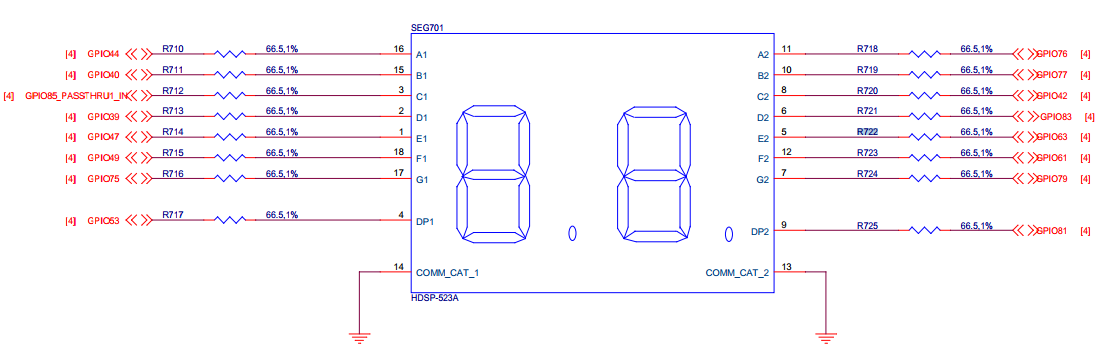 SEG701
[4] GPIO44 R710 66.5,1% 16 A1 A2 11 R718 66.5,1% GPIO76 [4]
[4] GPIO40 R711 66.5,1% 15 B1 B2 10 R719 66.5,1% GPIO77 [4]
[4] GPIO85_PASSTHRU1_IN R712 66.5,1% 3 C1 C2 8 R720 66.5,1% GPIO42 [4]
[4] GPIO39 R713 66.5,1% 2 D1 D2 6 R721 66.5,1% GPIO83 [4]
[4] GPIO47 R714 66.5,1% 1 E1 E2 5 R722 66.5,1% GPIO63 [4]
[4] GPIO49 R715 66.5,1% 18 F1 F2 12 R723 66.5,1% GPIO61 [4]
[4] GPIO75 R716 66.5,1% 17 G1 G2 7 R724 66.5,1% GPIO79 [4]
[4] GPIO53 R717 66.5,1% 4 DP1
DP2 9 R725 66.5,1% GPIO81 [4]
14 COMM_CAT_1 COMM_CAT_2 13
HDSP-523A